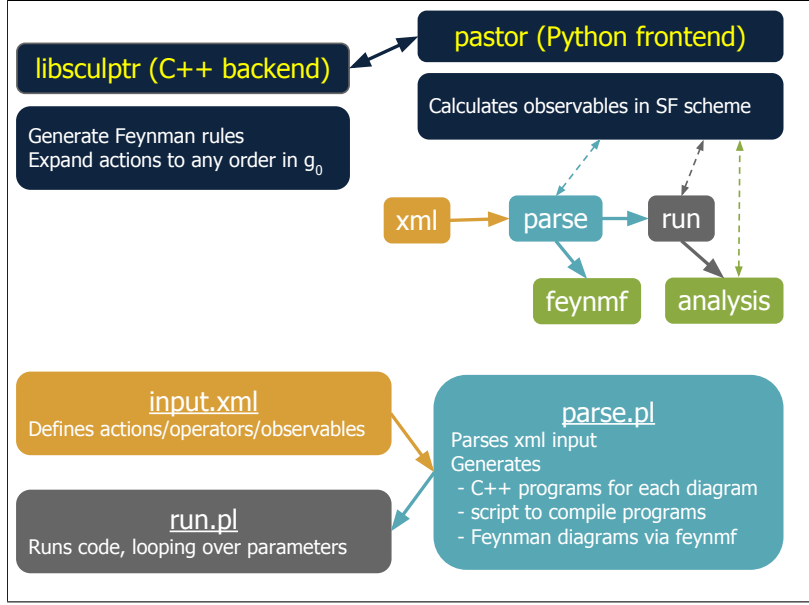 libsculptr (C++ backend)
pastor (Python frontend)
Generate Feynman rules
Expand actions to any order in g₀
Calculates observables in SF scheme
xml
parse
run
feynmf
analysis
input.xml
Defines actions/operators/observables
run.pl
Runs code, looping over parameters
parse.pl
Parses xml input
Generates
- C++ programs for each diagram
- script to compile programs
- Feynman diagrams via feynmf